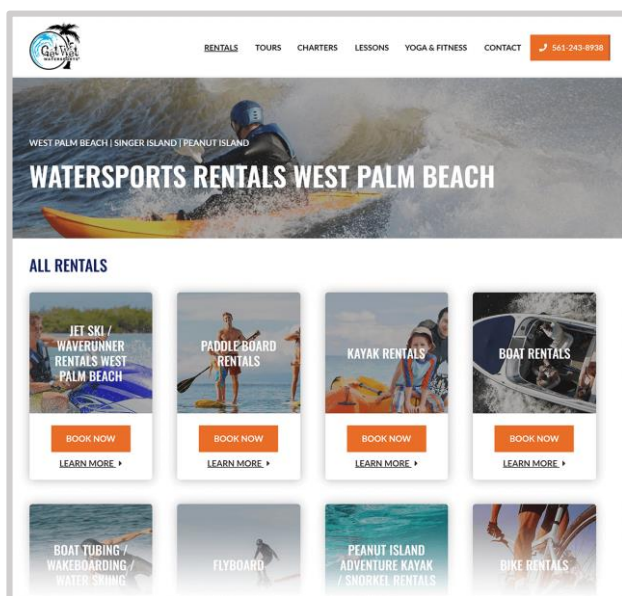 Get Wet
WATERSPORTS
RENTALS TOURS CHARTERS LESSONS YOGA & FITNESS CONTACT 561-243-8938
WEST PALM BEACH | SINGER ISLAND | PEANUT ISLAND
WATERSPORTS RENTALS WEST PALM BEACH
ALL RENTALS
JET SKI /
WAVERUNNER
RENTALS WEST
PALM BEACH
BOOK NOW
LEARN MORE
PADDLE BOARD
RENTALS
BOOK NOW
LEARN MORE
KAYAK RENTALS
BOOK NOW
LEARN MORE
BOAT RENTALS
BOOK NOW
LEARN MORE
BOAT TUBING /
WAKEBOARDING /
WATER SKIING
FLYBOARD
PEANUT ISLAND
ADVENTURE KAYAK
/ SNORKEL RENTALS
BIKE RENTALS